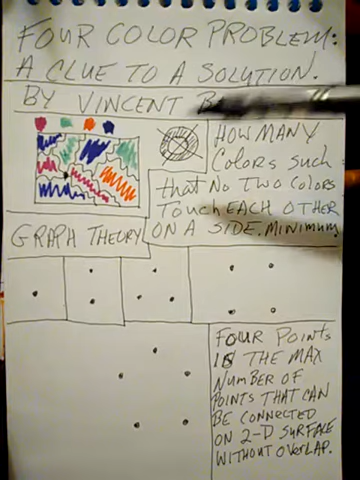 FOUR COLOR PROBLEM:
A CLUE TO A SOLUTION.
BY VINCENT
HOW MANY
Colors such
that No Two Colors
Touch EACH OTHER
ON A SIDE. MINIMUM
GRAPH THEORY
FOUR POINTS
IS THE MAX
NUMBER OF
POINTS THAT CAN
BE CONNECTED
ON 2-D SURFACE
WITHOUT OVERLAP.